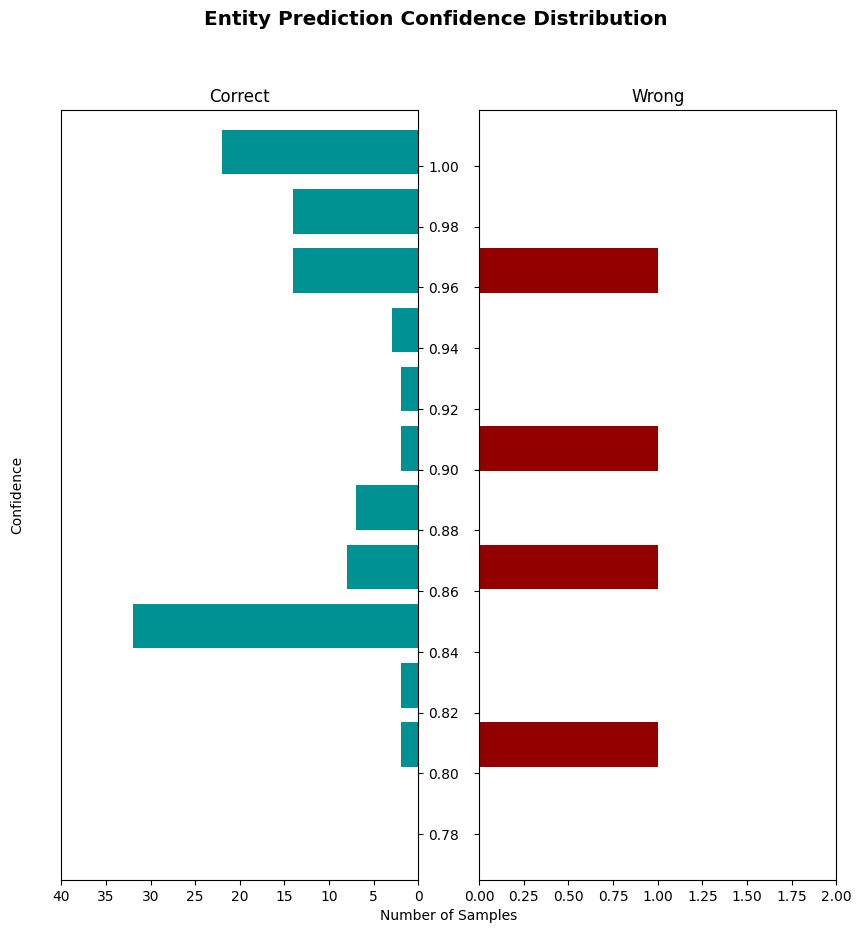 Entity Prediction Confidence Distribution
Correct
Wrong
1.00
0.98
0.96
0.94
0.92
0.90
Confidence
0.88
0.86
0.84
0.82
0.80
0.78
40 35 30 25 20 15 10 5 0
0.00 0.25 0.50 0.75 1.00 1.25 1.50 1.75 2.00
Number of Samples